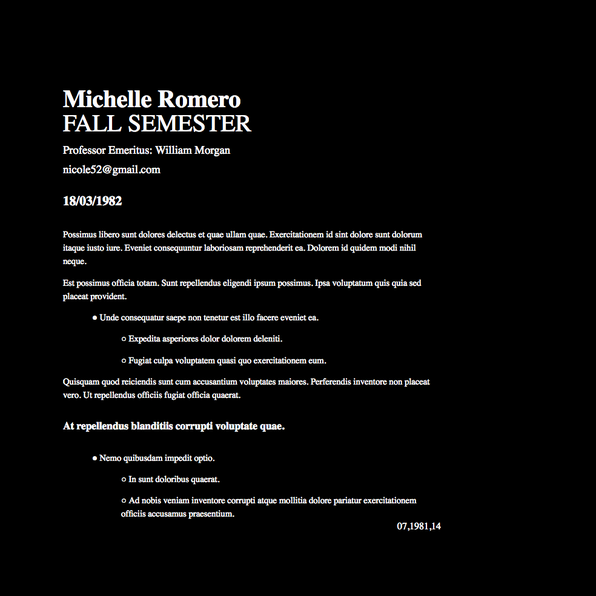 Michelle Romero
FALL SEMESTER
Professor Emeritus: William Morgan
nicole52@gmail.com
18/03/1982
Possimus libero sunt dolores delectus et quae ullam quae. Exercitationem id sint dolore sunt dolorum
itaque iusto iure. Eveniet consequuntur laboriosam reprehenderit ea. Dolorem id quidem modi nihil
neque.
Est possimus officia totam. Sunt repellendus eligendi ipsum possimus. Ipsa voluptatum quis quia sed
placeat provident.
● Unde consequatur saepe non tenetur est illo facere eveniet ea.
○ Expedita asperiores dolor dolorem deleniti.
○ Fugiat culpa voluptatem quasi quo exercitationem eum.
Quisquam quod reiciendis sunt cum accusantium voluptates maiores. Perferendis inventore non placeat
vero. Ut repellendus officiis fugiat officia quaerat.
At repellendus blanditiis corrupti voluptate quae.
● Nemo quibusdam impedit optio.
○ In sunt doloribus quaerat.
○ Ad nobis veniam inventore corrupti atque mollitia dolore pariatur exercitationem
officiis accusamus praesentium.
07,1981,14